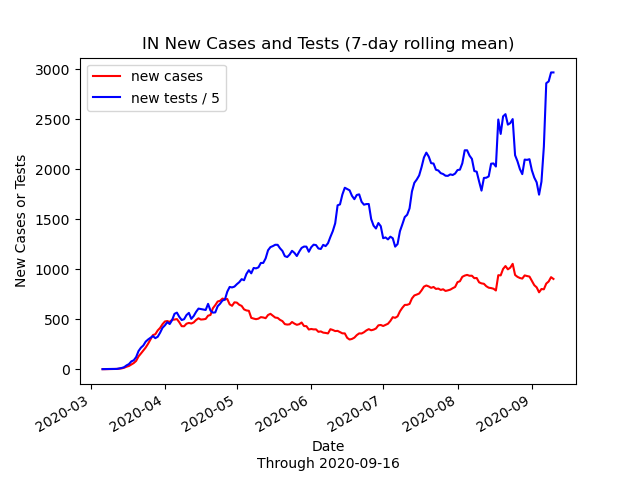 IN New Cases and Tests (7-day rolling mean)
new cases
new tests / 5
New Cases or Tests
3000
2500
2000
1500
1000
500
0
2020-03
2020-04
2020-05
2020-06
2020-07
2020-08
2020-09
Date
Through 2020-09-16